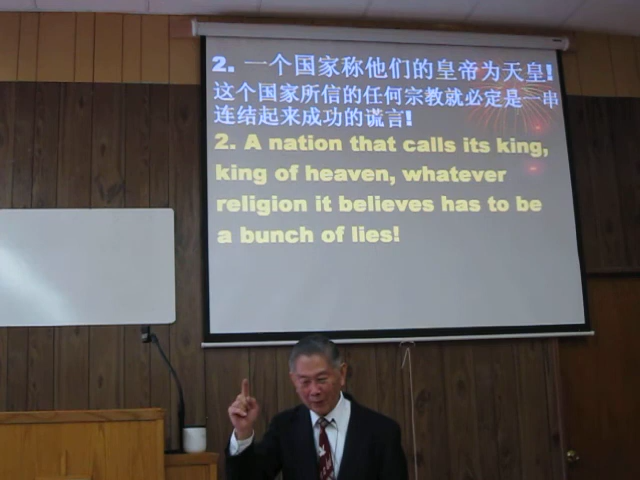 2. 一个国家称他们的皇帝为天皇!
这个国家所信的任何宗教就必定是一串
连结起来成功的谎言!
2. A nation that calls its king,
king of heaven, whatever
religion it believes has to be
a bunch of lies!